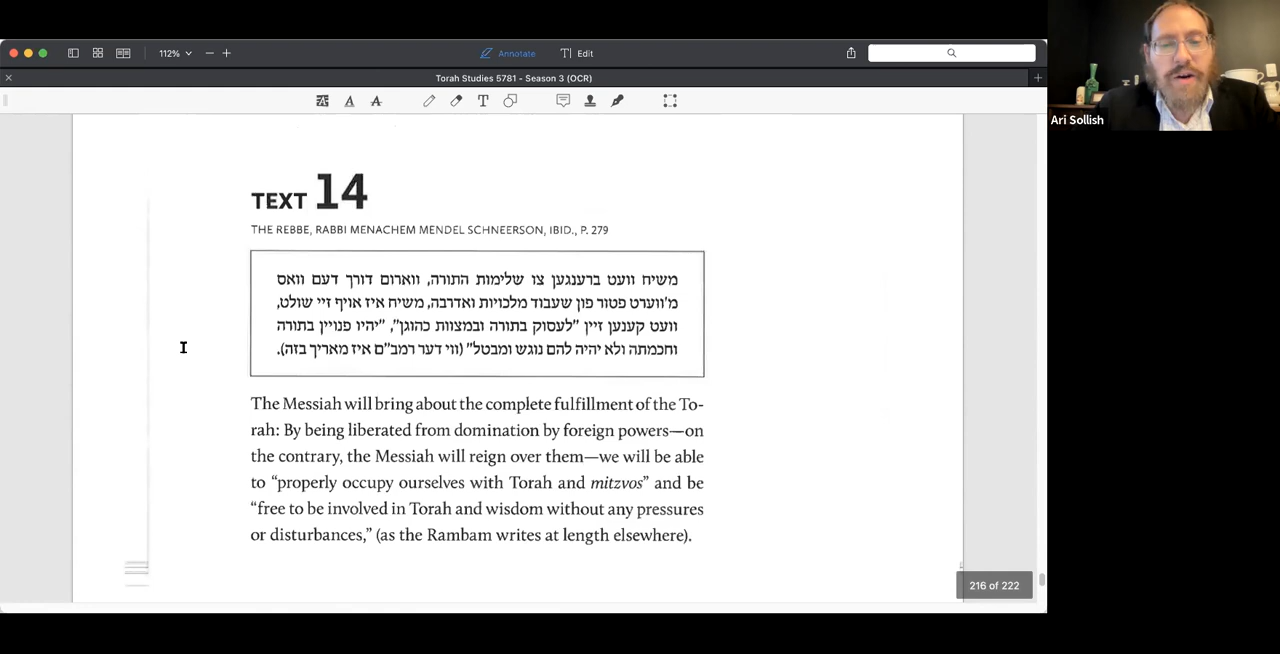 112%
Annotate
Edit
Torah Studies 5781 - Season 3 (OCR)
Ari Sollish
TEXT 14
THE REBBE, RABBI MENACHEM MENDEL SCHNEERSON, IBID., P. 279
משיח וועט ברענגען צו שלימות התורה, ווארום דורך דעם וואס
מ'ווערט פטור פון שעבוד מלכויות ואדרבה, משיח איז אויף זיי שולט,
וועט קענען זיין "לעסוק בתורה ובמצוות כהוגן", "יהיו פנויין בתורה
וחכמתה ולא יהיה להם נוגש ומבטל" (ווי דער רמב"ם איז מאריך בזה).
The Messiah will bring about the complete fulfillment of the To-
rah: By being liberated from domination by foreign powers—on
the contrary, the Messiah will reign over them—we will be able
to “properly occupy ourselves with Torah and mitzvos” and be
“free to be involved in Torah and wisdom without any pressures
or disturbances,” (as the Rambam writes at length elsewhere).
216 of 222